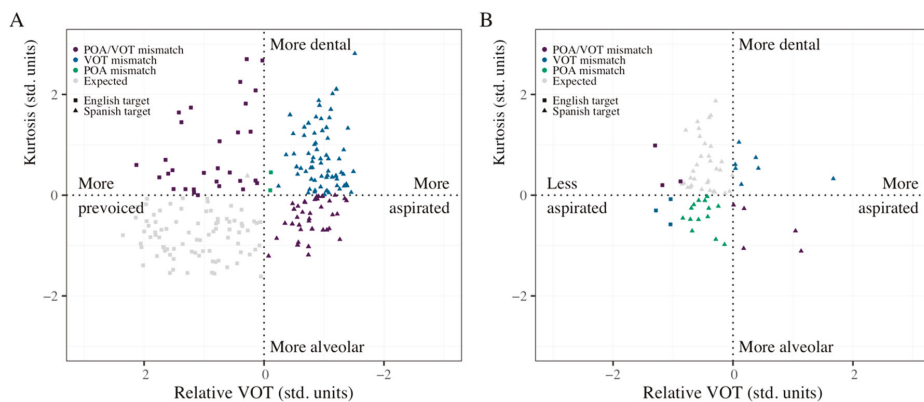 A
More dental
POA/VOT mismatch
VOT mismatch
POA mismatch
Expected
English target
Spanish target
Kurtosis (std. units)
2
0
−2
More
prevoiced
More
aspirated
More alveolar
2
0
−2
Relative VOT (std. units)
B
More dental
POA/VOT mismatch
VOT mismatch
POA mismatch
Expected
English target
Spanish target
Kurtosis (std. units)
2
0
−2
Less
aspirated
More
aspirated
More alveolar
−2
0
2
Relative VOT (std. units)